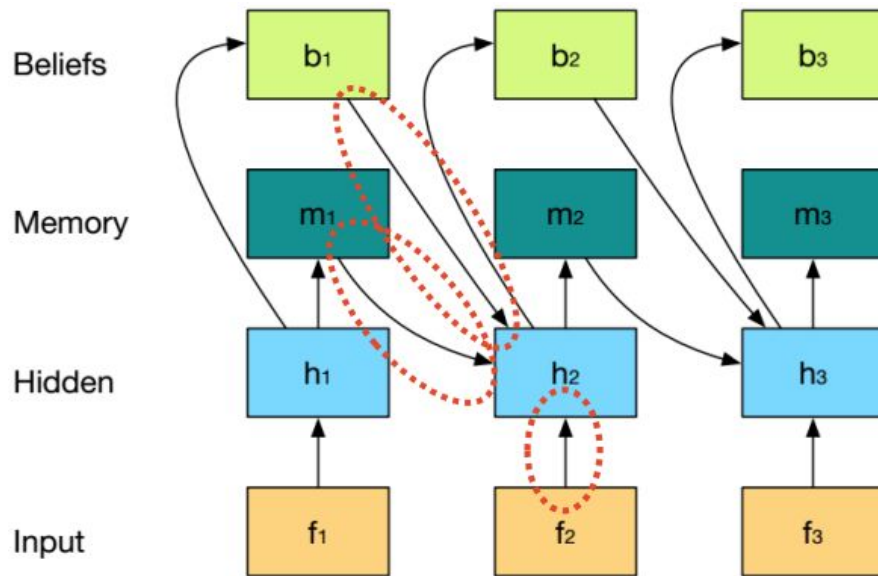 Beliefs b1 b2 b3
Memory m1 m2 m3
Hidden h1 h2 h3
Input f1 f2 f3